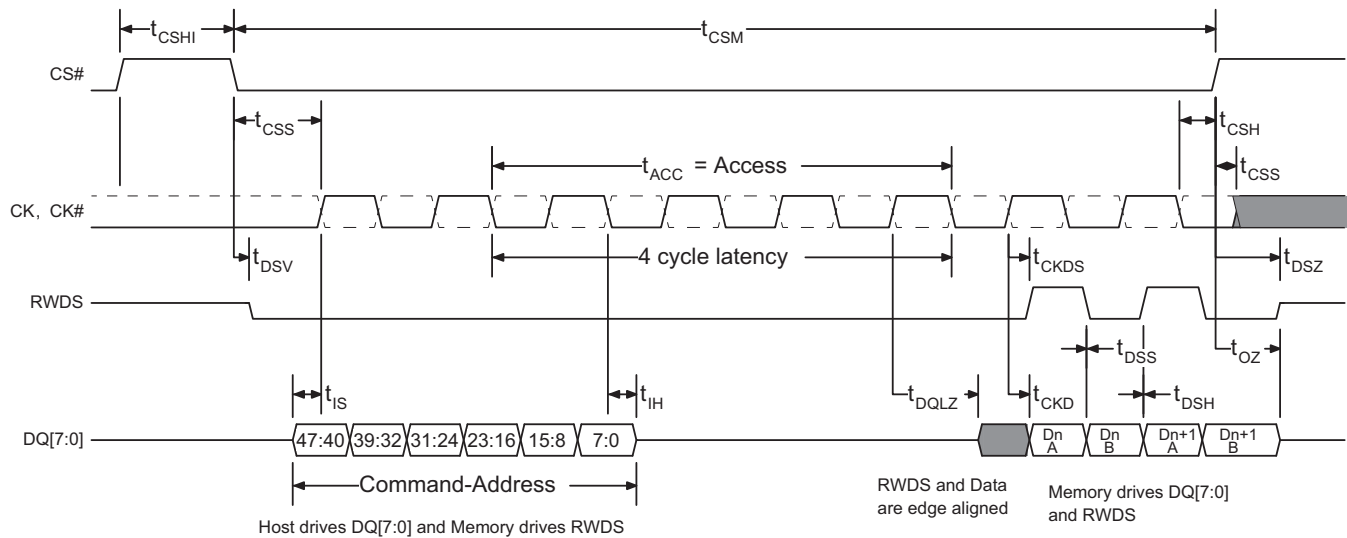 tCSHI
tCSM
CS#
tCSS
tCSH
tACC = Access
tCSS
CK, CK#
tDSV
4 cycle latency
tCKDS
tDSZ
RWDS
tDSS
tOZ
tIS
tIH
tDQLZ
tCKD
tDSH
DQ[7:0]
47:40 39:32 31:24 23:16 15:8 7:0
Dn A
Dn B
Dn+1 A
Dn+1 B
Command-Address
RWDS and Data
are edge aligned
Memory drives DQ[7:0]
and RWDS
Host drives DQ[7:0] and Memory drives RWDS